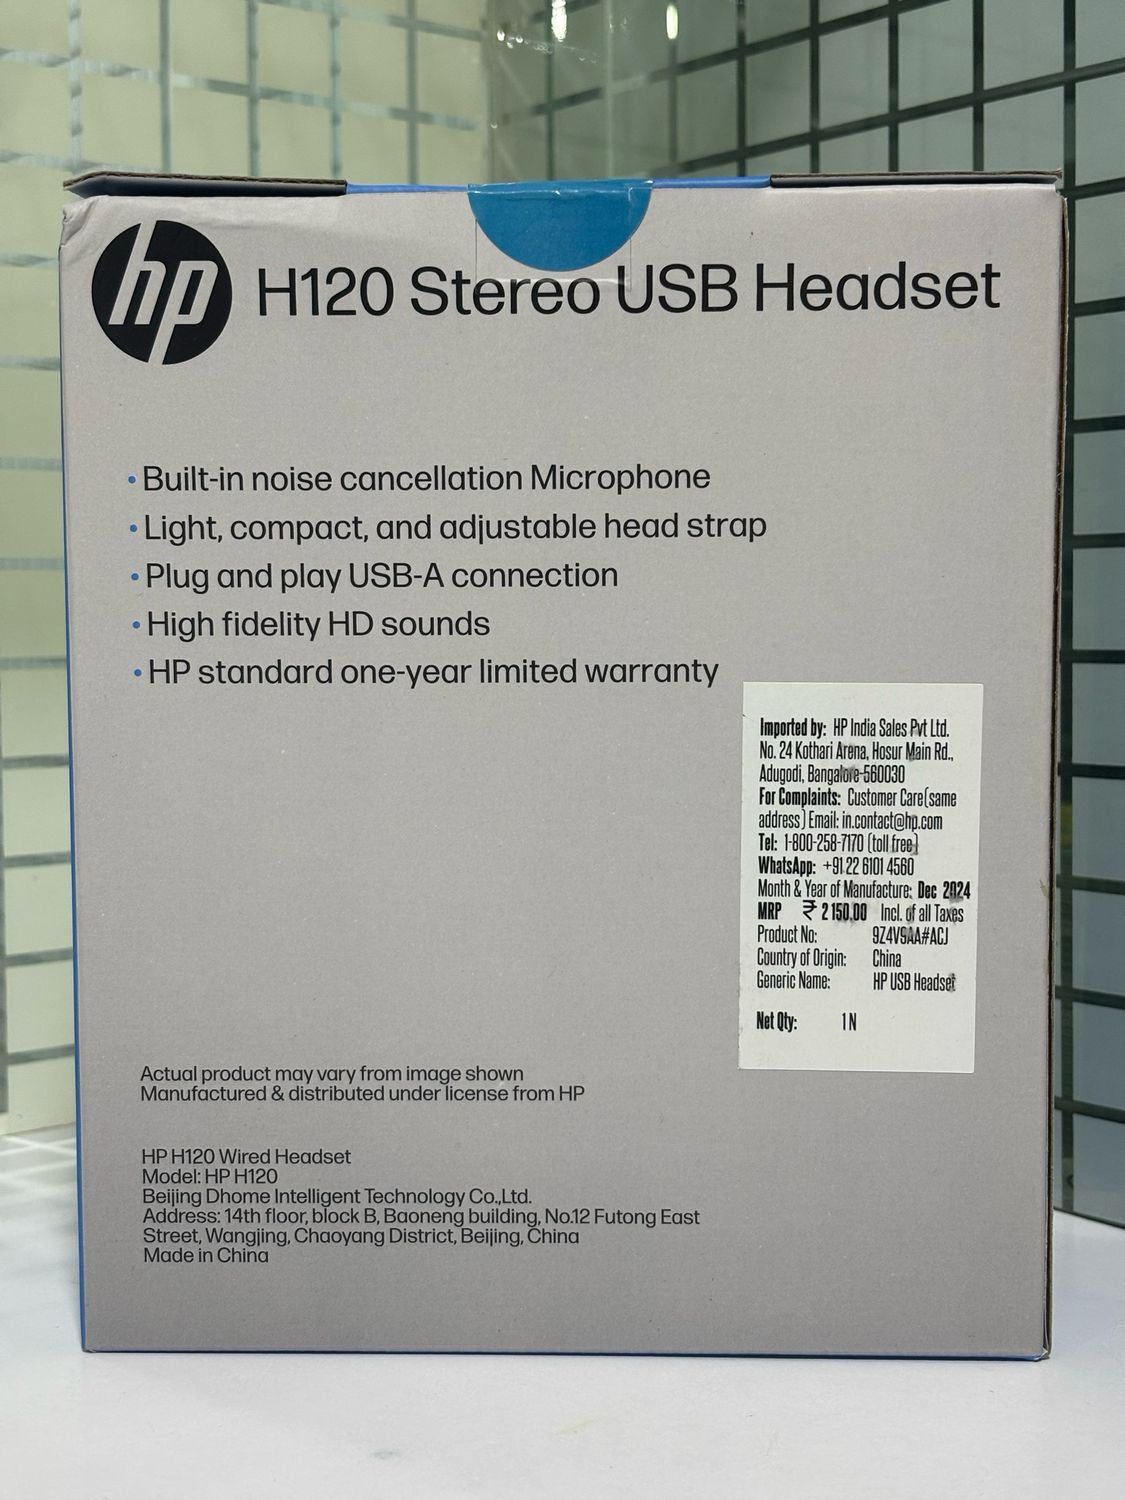 hp
H120 Stereo USB Headset
• Built-in noise cancellation Microphone
• Light, compact, and adjustable head strap
• Plug and play USB-A connection
• High fidelity HD sounds
• HP standard one-year limited warranty
Imported by: HP India Sales Pvt Ltd.
No. 24 Kothari Arena, Hosur Main Rd.,
Adugodi, Bangalore-560030
For Complaints: Customer Care(same
address) Email: in.contact@hp.com
Tel: 1-800-258-7170 (toll free)
WhatsApp: +91 22 6101 4560
Month & Year of Manufacture: Dec 2024
MRP ₹ 2150.00 Incl. of all Taxes
Product No: 9Z4V9AA#ACJ
Country of Origin: China
Generic Name: HP USB Headset
Net Qty: 1 N
Actual product may vary from image shown
Manufactured & distributed under license from HP
HP H120 Wired Headset
Model: HP H120
Beijing Dhome Intelligent Technology Co.,Ltd.
Address: 14th floor, block B, Baoneng building, No.12 Futong East
Street, Wangjing, Chaoyang District, Beijing, China
Made in China